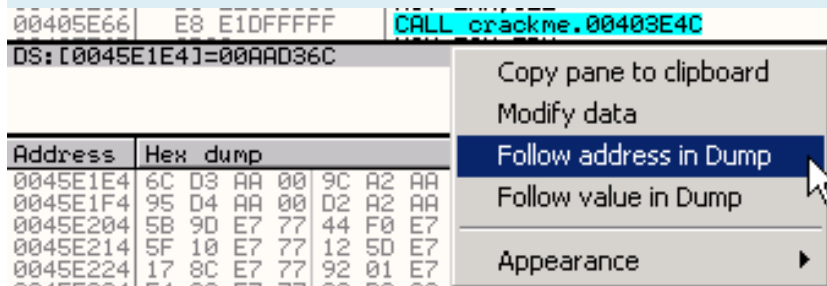 00405E66 E8 E1DFFFFF CALL crackme.00403E4C
DS:[0045E1E4]=00AAD36C
Copy pane to clipboard
Modify data
Follow address in Dump
Follow value in Dump
Appearance
Address Hex dump
0045E1E4 6C D3 AA 00 9C A2 AA
0045E1F4 95 D4 AA 00 D2 A2 AA
0045E204 5B 9D E7 77 44 F0 E7
0045E214 5F 10 E7 77 12 5D E7
0045E224 17 8C E7 77 92 01 E7